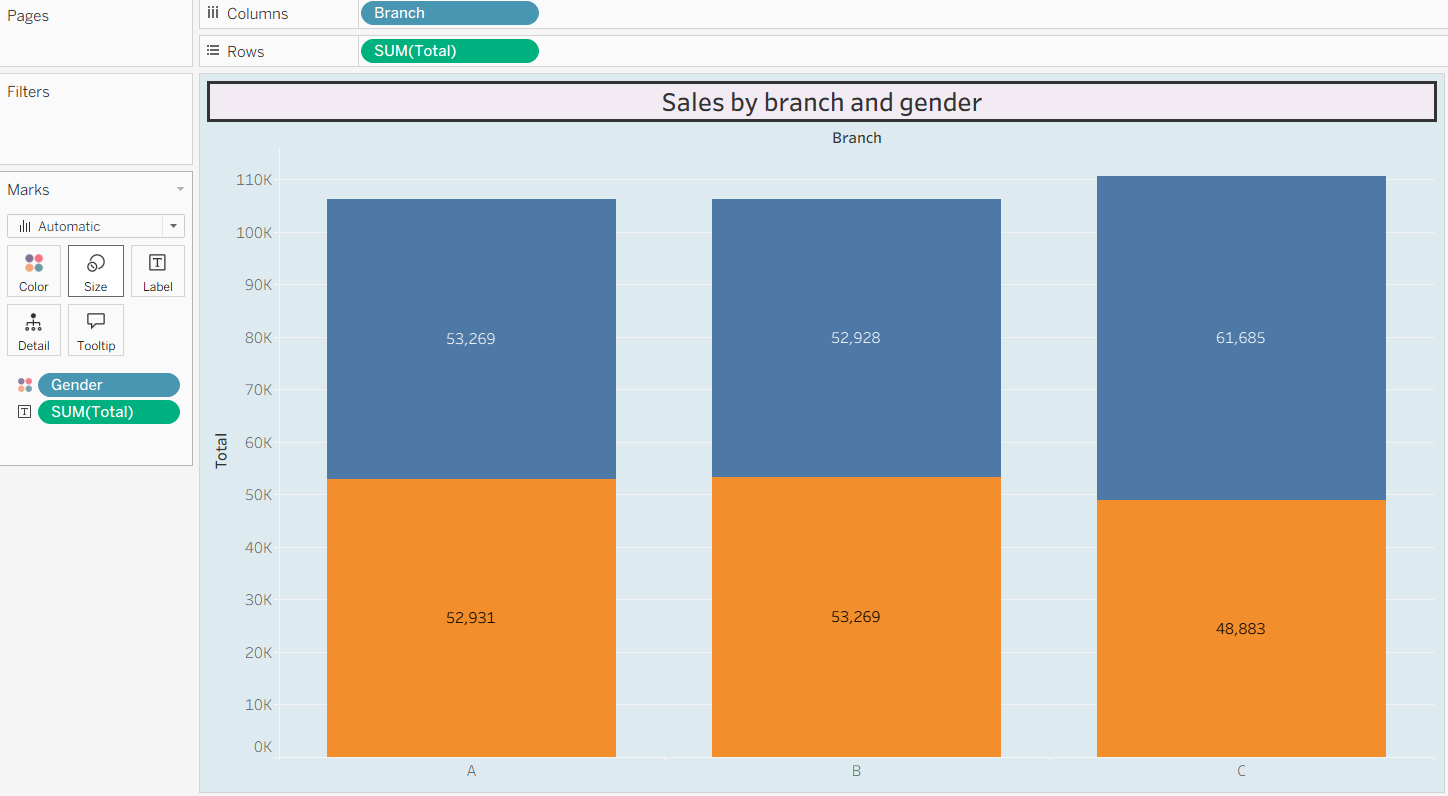 Pages
Columns
Branch
Rows
SUM(Total)
Filters
Marks
Automatic
Color
Size
Label
Detail
Tooltip
Gender
SUM(Total)
Sales by branch and gender
Branch
Total
110K
100K
90K
80K
70K
60K
50K
40K
30K
20K
10K
0K
53,269
52,928
61,685
52,931
53,269
48,883
A
B
C